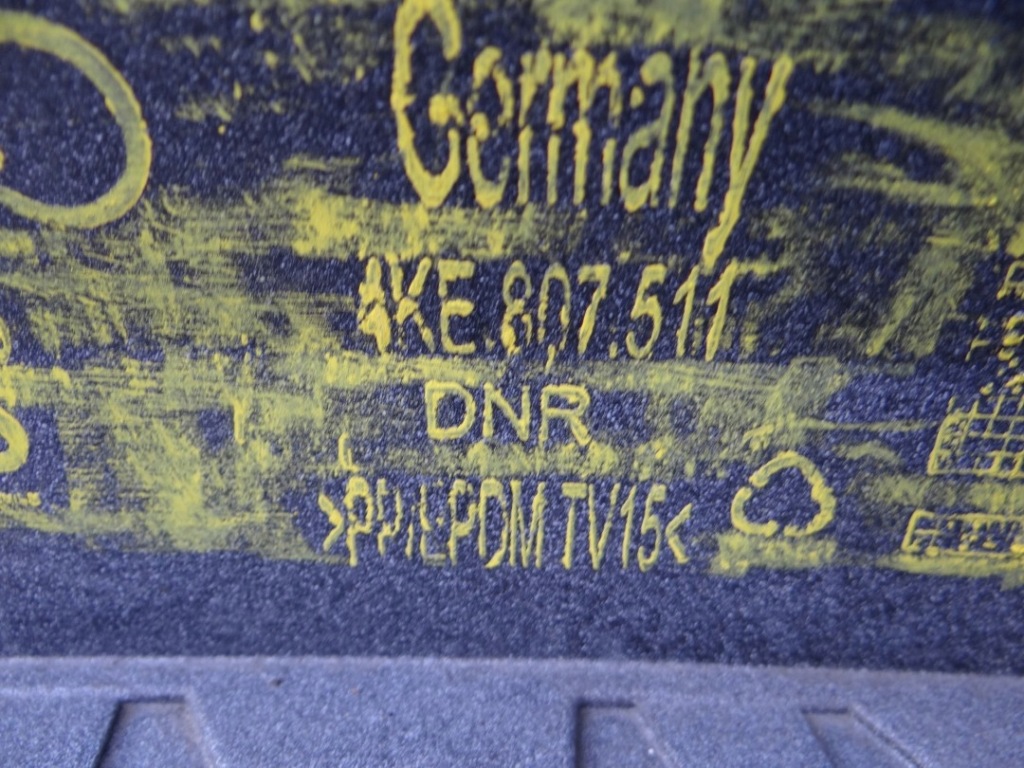 Germany
4KE.807.511
DNR
>PP/EPDM TV15<